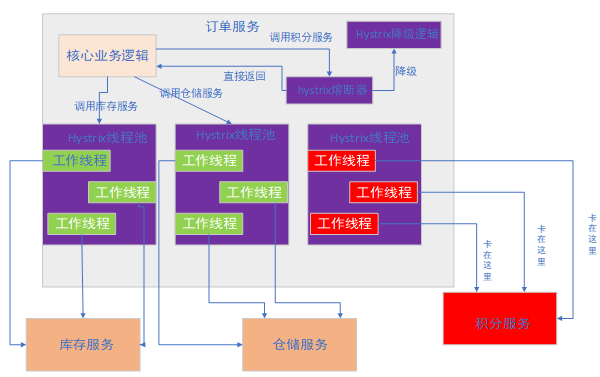 订单服务
调用积分服务
Hystrix降级逻辑
核心业务逻辑
直接返回
降级
hystrix熔断器
调用仓储服务
调用库存服务
Hystrix线程池
Hystrix线程池
Hystrix线程池
工作线程
工作线程
工作线程
工作线程
工作线程
工作线程
工作线程
工作线程
工作线程
卡在这里
卡在这里
卡在这里
库存服务
仓储服务
积分服务